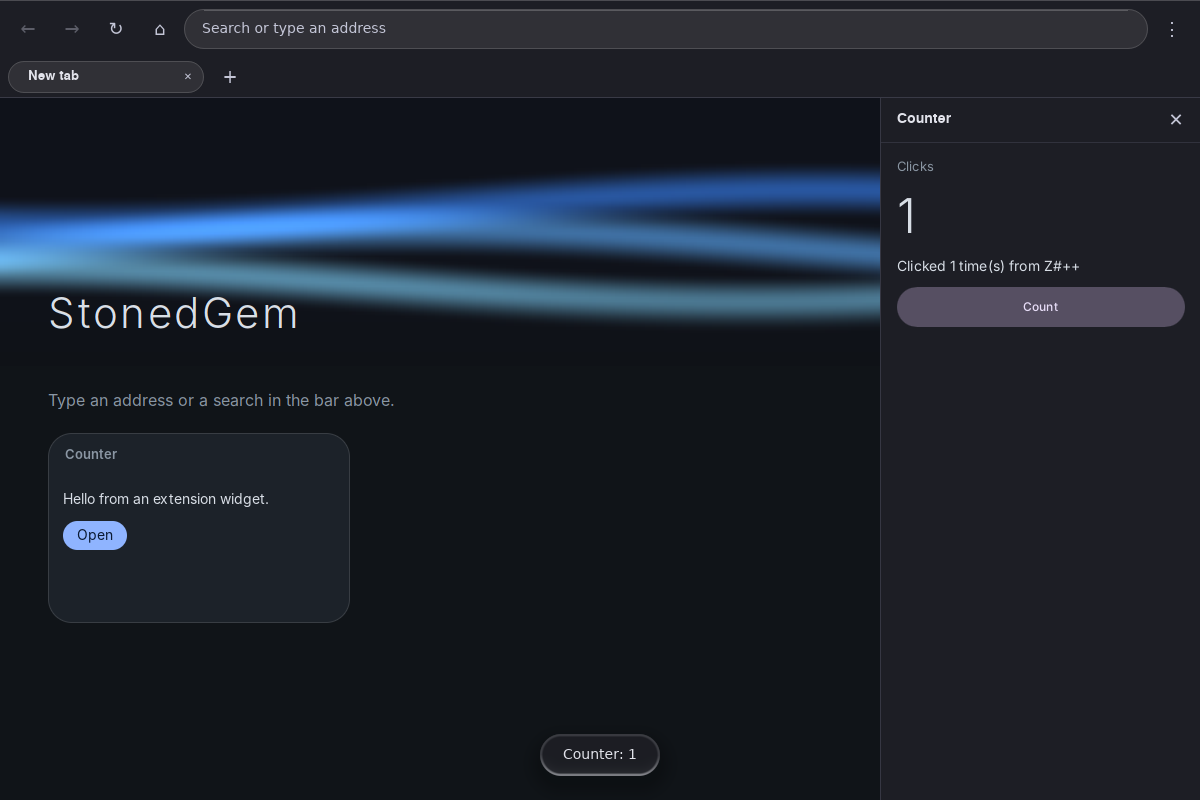 Search or type an address
New tab
Counter
Clicks
1
Clicked 1 time(s) from Z#++
Count
StonedGem
Type an address or a search in the bar above.
Counter
Hello from an extension widget.
Open
Counter: 1